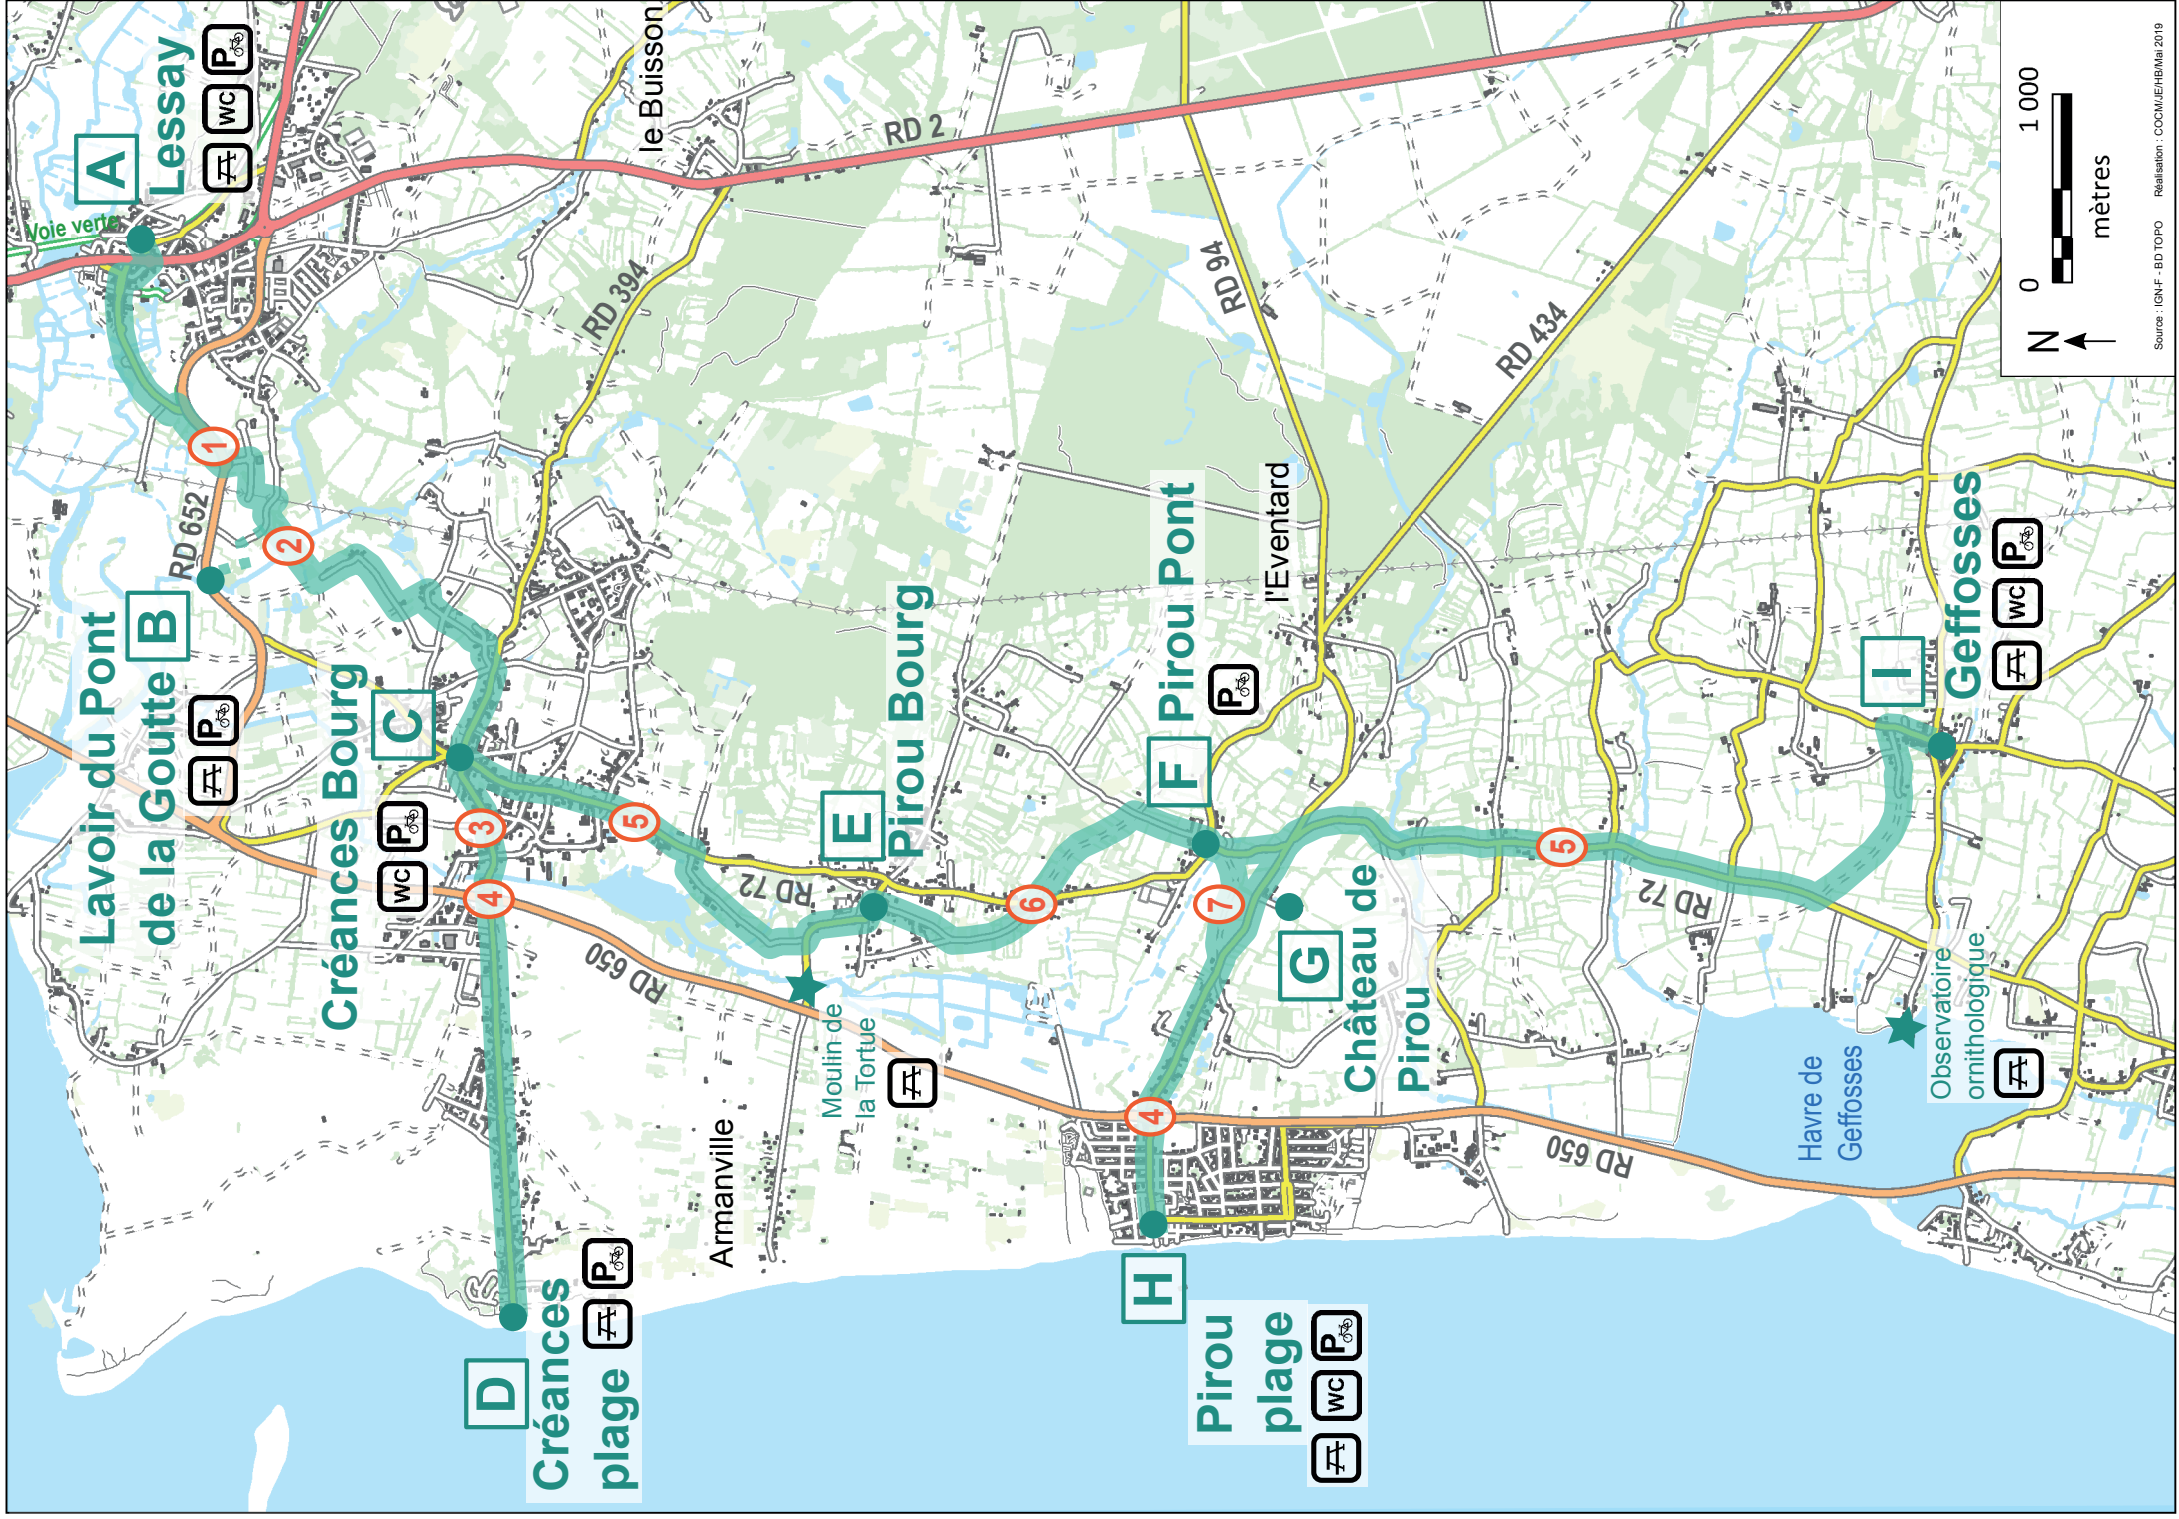 Voie verte
A
Lessay
WC
P
le Buisson
RD 2
RD 652
1
2
Lavoir du Pont
de la Goutte
B
P
RD 394
Créances Bourg
C
WC
P
3
4
5
D
Créances
plage
P
RD 650
RD 72
E
Pirou Bourg
Moulin de
la Tortue
Armanville
6
F
Pirou Pont
P
l'Eventard
RD 94
RD 434
7
G
Château de
Pirou
4
H
Pirou
plage
WC
P
5
RD 72
RD 650
Havre de
Geffosses
Observatoire
ornithologique
I
Geffosses
WC
P
N
0
1 000
mètres
Source : IGN-F - BD TOPO
Réalisation : COCM/JE/HB/Mai 2019